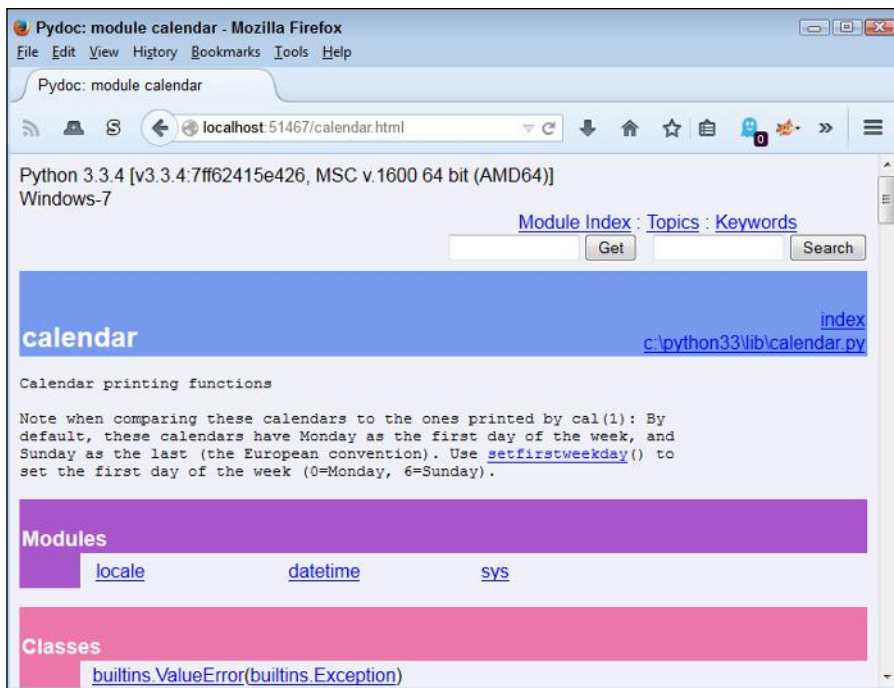 Pydoc: module calendar - Mozilla Firefox
File Edit View History Bookmarks Tools Help
Pydoc: module calendar
S localhost:51467/calendar.html
0
Python 3.3.4 [v3.3.4:7ff62415e426, MSC v.1600 64 bit (AMD64)]
Windows-7
Module Index : Topics : Keywords
Get Search
index
calendar c:\python33\lib\calendar.py
Calendar printing functions
Note when comparing these calendars to the ones printed by cal(1): By
default, these calendars have Monday as the first day of the week, and
Sunday as the last (the European convention). Use setfirstweekday() to
set the first day of the week (0=Monday, 6=Sunday).
Modules
locale datetime sys
Classes
builtins.ValueError(builtins.Exception)